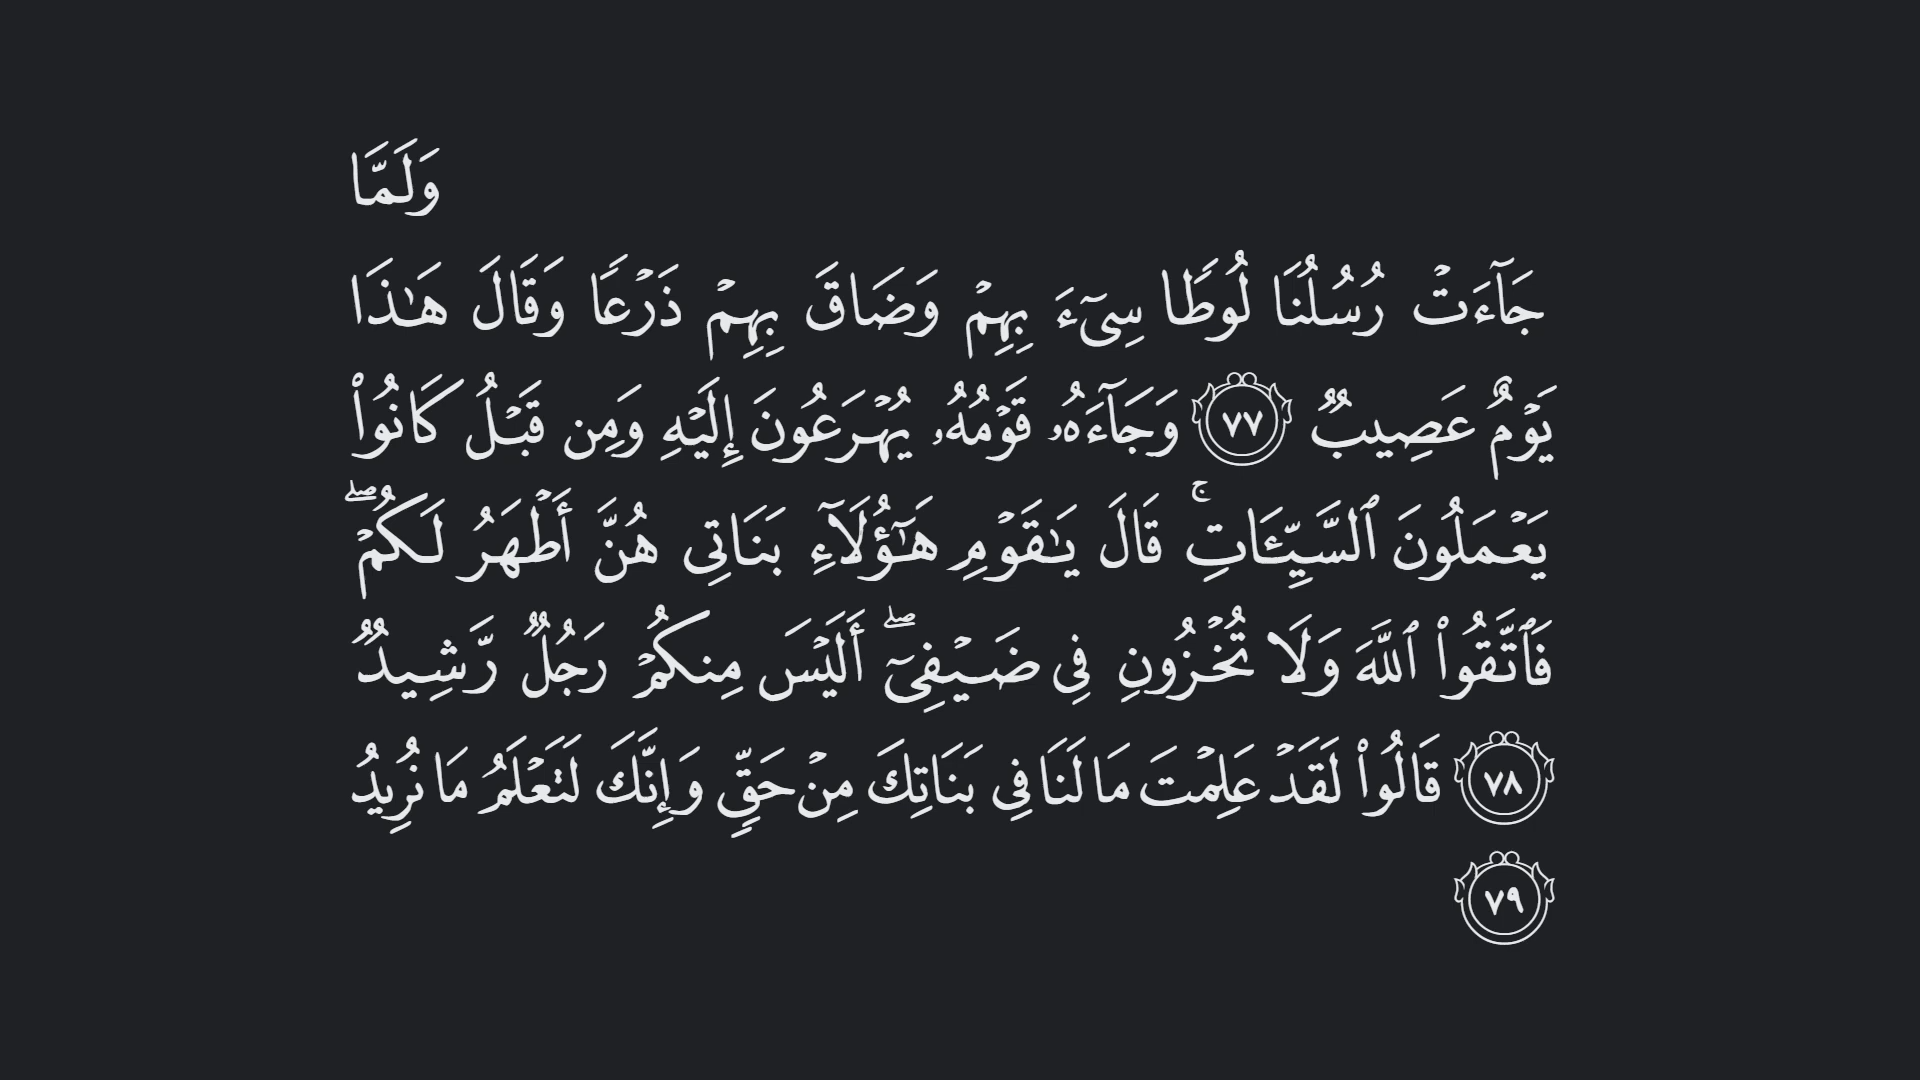 وَلَمَّا
جَآءَتْ رُسُلُنَا لُوطًا سِىٓءَ بِهِمْ وَضَاقَ بِهِمْ ذَرْعًا وَقَالَ هَـٰذَا
يَوْمٌ عَصِيبٌ ٧٧ وَجَآءَهُۥ قَوْمُهُۥ يُهْرَعُونَ إِلَيْهِ وَمِن قَبْلُ كَانُوا۟
يَعْمَلُونَ ٱلسَّيِّـَٔاتِ ۚ قَالَ يَـٰقَوْمِ هَـٰٓؤُلَآءِ بَنَاتِى هُنَّ أَطْهَرُ لَكُمْ ۖ
فَٱتَّقُوا۟ ٱللَّهَ وَلَا تُخْزُونِ فِى ضَيْفِىٓ ۖ أَلَيْسَ مِنكُمْ رَجُلٌ رَّشِيدٌ
٧٨ قَالُوا۟ لَقَدْ عَلِمْتَ مَا لَنَا فِى بَنَاتِكَ مِنْ حَقٍّ وَإِنَّكَ لَتَعْلَمُ مَا نُرِيدُ
٧٩